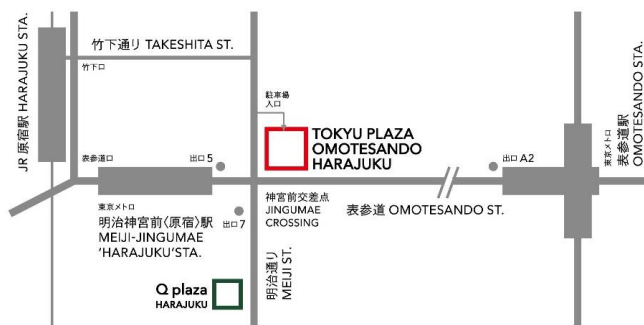 JR 原宿駅 HARAJUKU STA.
竹下通り TAKESHITA ST.
竹下口
駐車場
入口
TOKYU PLAZA
OMOTESANDO
HARAJUKU
東京メトロ
表参道駅
OMOTESANDO STA.
表参道口
出口 5
出口 A2
東京メトロ
明治神宮前〈原宿〉駅
MEIJI-JINGUMAE
'HARAJUKU'STA.
出口 7
神宮前交差点
JINGUMAE
CROSSING
表参道 OMOTESANDO ST.
明治通り
MEIJI ST.
Q plaza
HARAJUKU